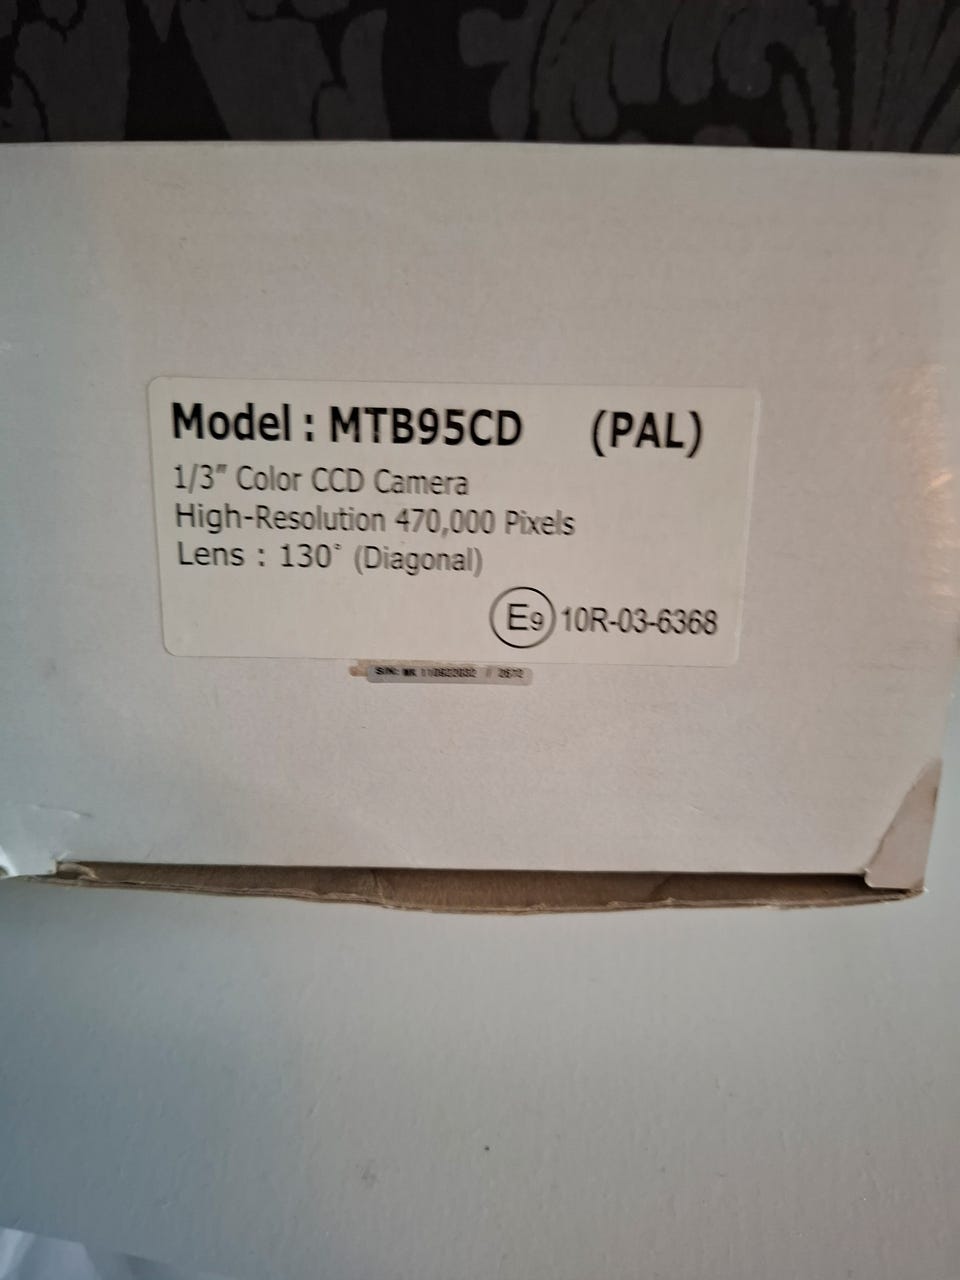 Model : MTB95CD (PAL)
1/3" Color CCD Camera
High-Resolution 470,000 Pixels
Lens : 130° (Diagonal)
E9 10R-03-6368
S/N: MK